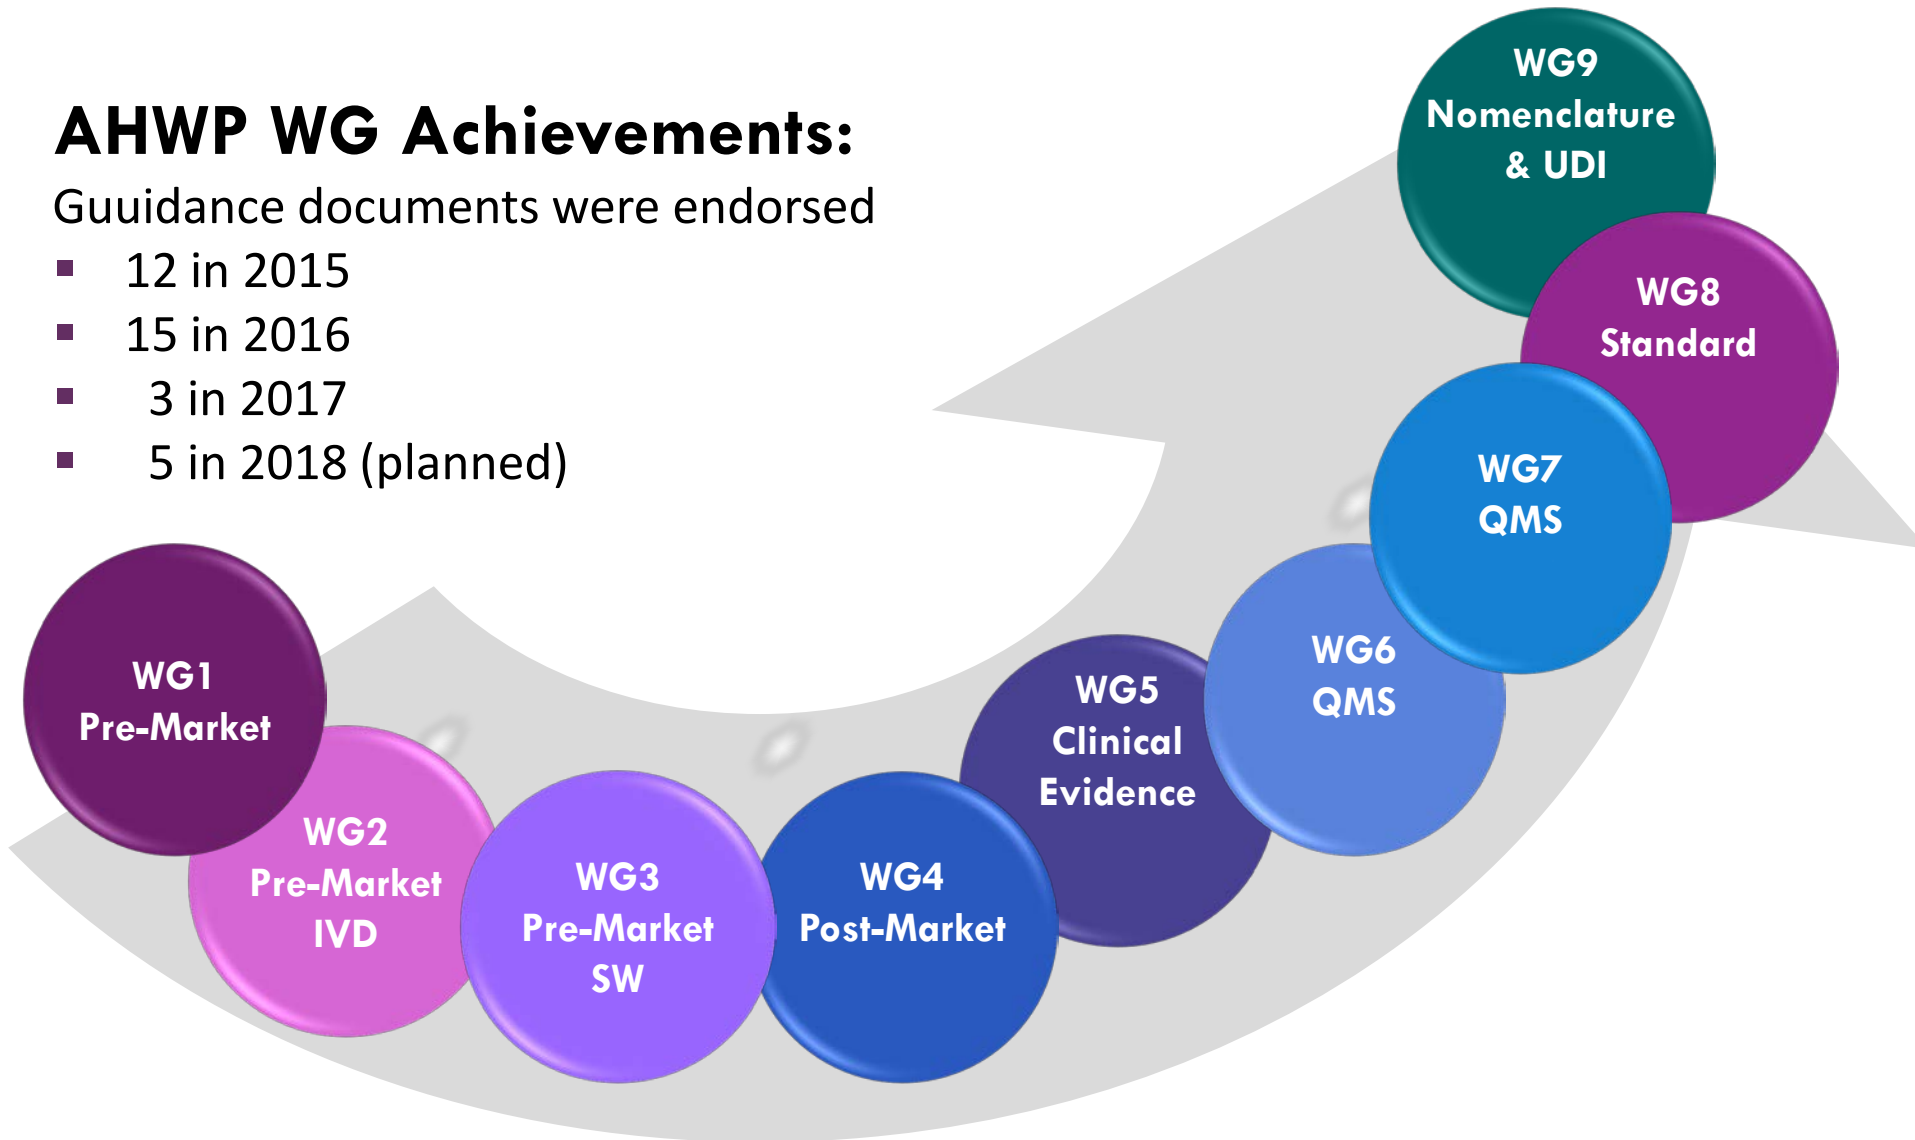 AHWP WG Achievements:
Guuidance documents were endorsed
▪ 12 in 2015
▪ 15 in 2016
▪ 3 in 2017
▪ 5 in 2018 (planned)
WG1
Pre-Market
WG2
Pre-Market
IVD
WG3
Pre-Market
SW
WG4
Post-Market
WG5
Clinical
Evidence
WG6
QMS
WG7
QMS
WG8
Standard
WG9
Nomenclature
& UDI